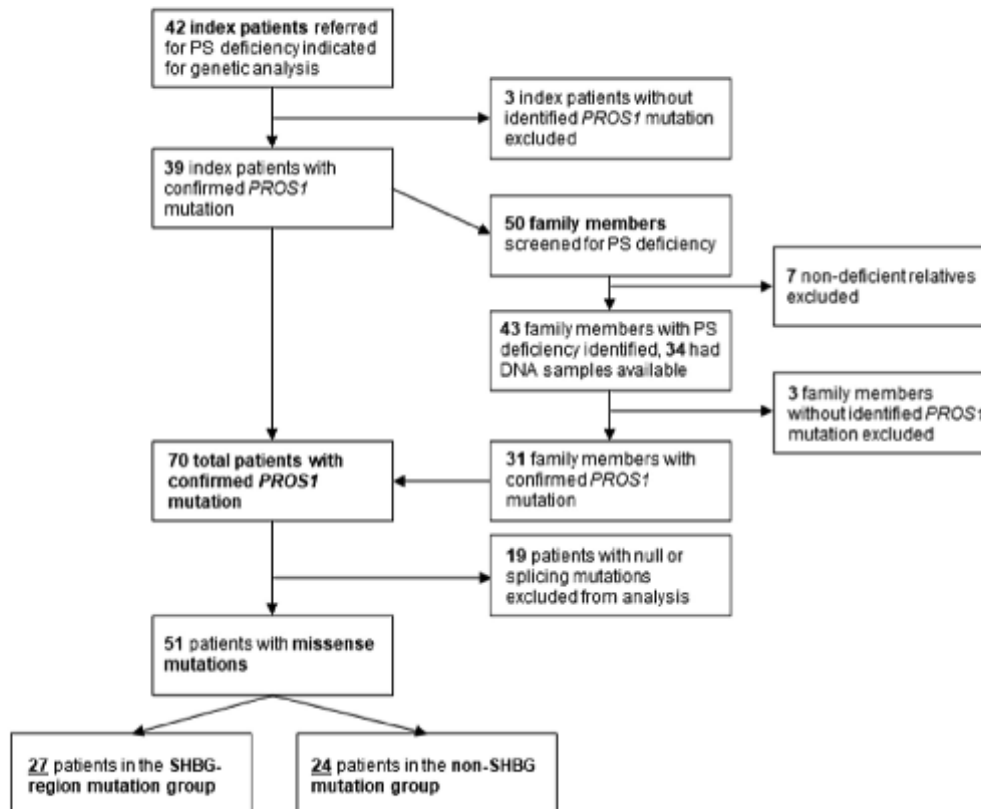 42 index patients referred
for PS deficiency indicated
for genetic analysis
3 index patients without
identified PROS1 mutation
excluded
39 index patients with
confirmed PROS1
mutation
50 family members
screened for PS deficiency
7 non-deficient relatives
excluded
43 family members with PS
deficiency identified, 34 had
DNA samples available
3 family members
without identified PROS1
mutation excluded
70 total patients with
confirmed PROS1
mutation
31 family members with
confirmed PROS1
mutation
19 patients with null or
splicing mutations
excluded from analysis
51 patients with missense
mutations
27 patients in the SHBG-
region mutation group
24 patients in the non-SHBG
mutation group